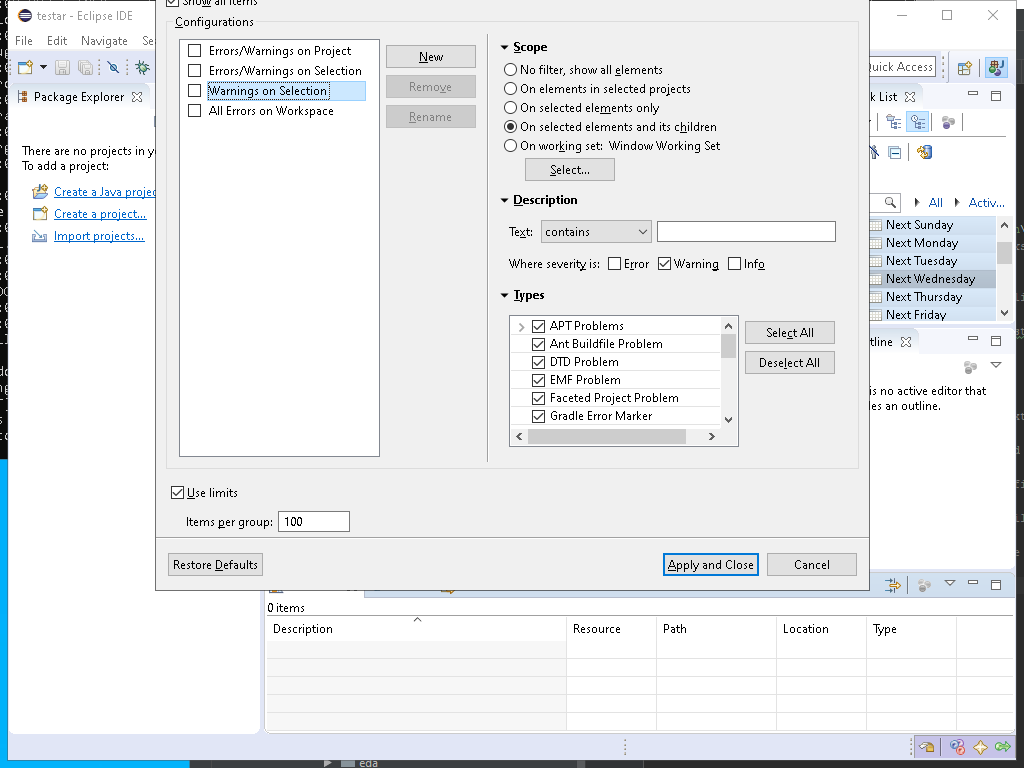 testar - Eclipse IDE
Show all items
File Edit Navigate Se
Configurations
Errors/Warnings on Project
Errors/Warnings on Selection
Warnings on Selection
All Errors on Workspace
New
Remove
Rename
Scope
No filter, show all elements
On elements in selected projects
On selected elements only
On selected elements and its children
On working set: Window Working Set
Select...
Description
Text: contains
Where severity is: Error Warning Info
Types
APT Problems
Ant Buildfile Problem
DTD Problem
EMF Problem
Faceted Project Problem
Gradle Error Marker
Select All
Deselect All
Use limits
Items per group: 100
Restore Defaults
Apply and Close
Cancel
Package Explorer
There are no projects in y
To add a project:
Create a Java projec
Create a project...
Import projects...
Quick Access
k List
All Activ...
Next Sunday
Next Monday
Next Tuesday
Next Wednesday
Next Thursday
Next Friday
tline
is no active editor that
des an outline.
0 items
Description Resource Path Location Type
eda